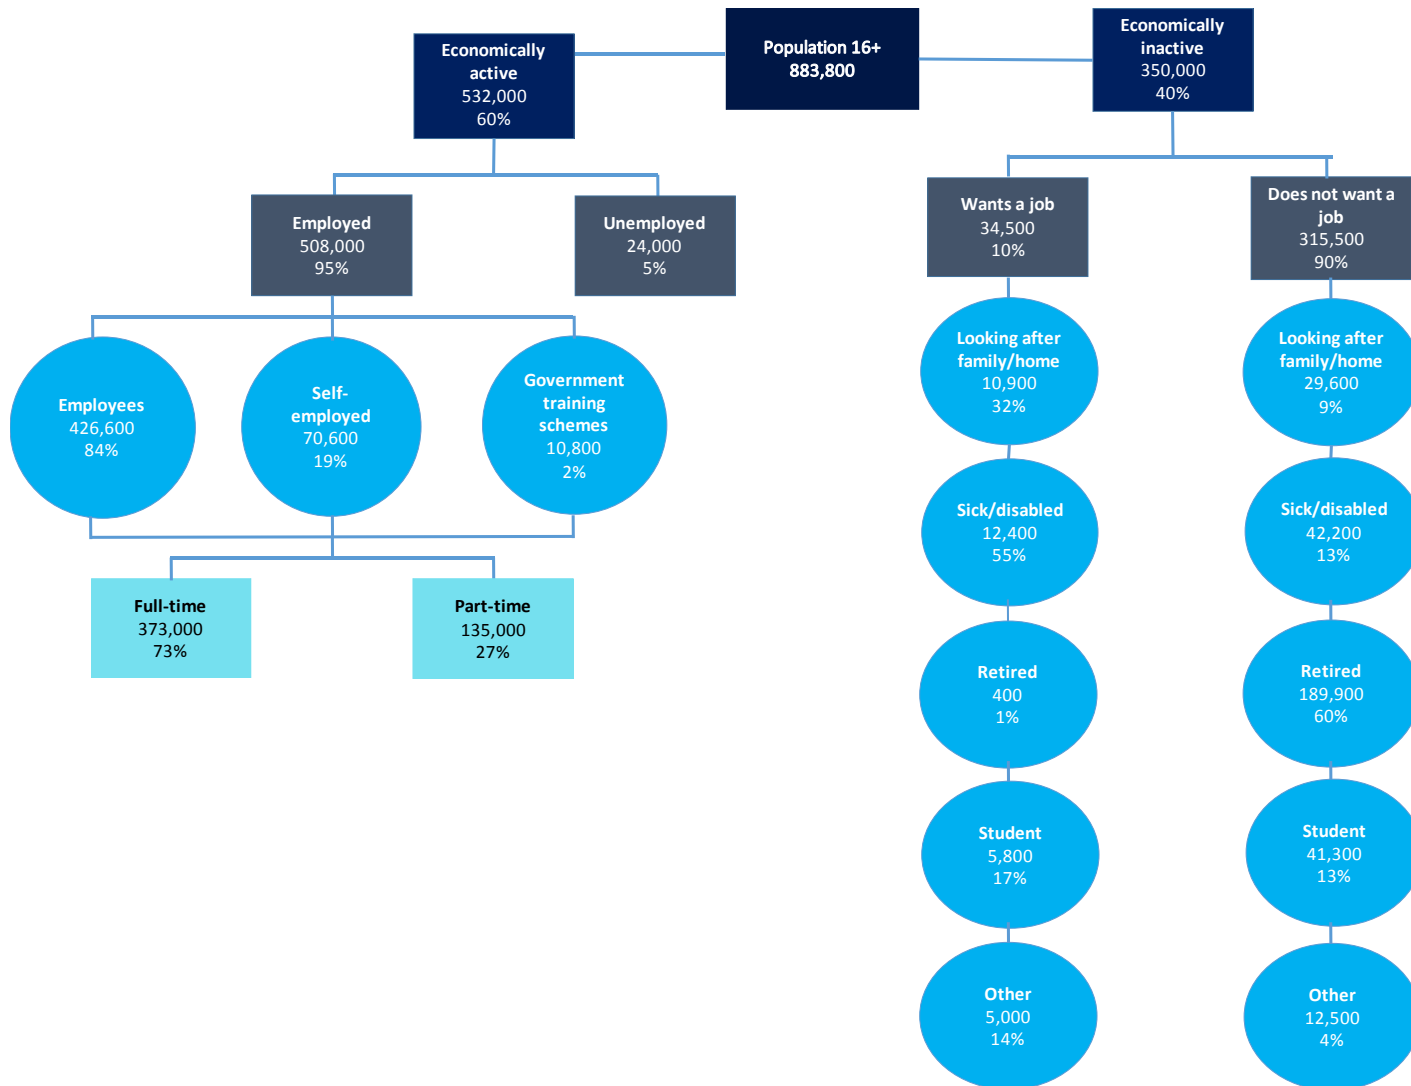 Population 16+
883,800
Economically
active
532,000
60%
Economically
inactive
350,000
40%
Employed
508,000
95%
Unemployed
24,000
5%
Wants a job
34,500
10%
Does not want a
job
315,500
90%
Employees
426,600
84%
Self-
employed
70,600
19%
Government
training
schemes
10,800
2%
Full-time
373,000
73%
Part-time
135,000
27%
Looking after
family/home
10,900
32%
Sick/disabled
12,400
55%
Retired
400
1%
Student
5,800
17%
Other
5,000
14%
Looking after
family/home
29,600
9%
Sick/disabled
42,200
13%
Retired
189,900
60%
Student
41,300
13%
Other
12,500
4%